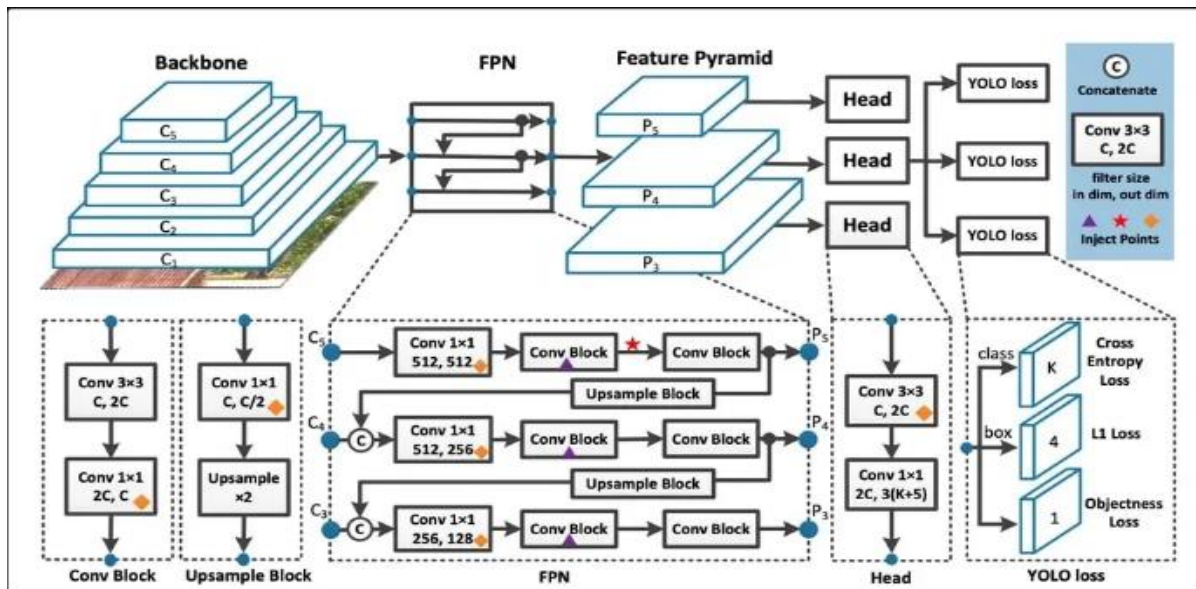 Backbone
FPN
Feature Pyramid
C5
C4
C3
C2
C1
P5
P4
P3
Head
Head
Head
YOLO loss
YOLO loss
YOLO loss
C
Concatenate
Conv 3×3
C, 2C
filter size
in dim, out dim
Inject Points
Conv 3×3
C, 2C
Conv 1×1
2C, C
Conv Block
Conv 1×1
C, C/2
Upsample
×2
Upsample Block
C5
Conv 1×1
512, 512
Conv Block
Conv Block
P5
Upsample Block
C4
C
Conv 1×1
512, 256
Conv Block
Conv Block
P4
Upsample Block
C3
C
Conv 1×1
256, 128
Conv Block
Conv Block
P3
FPN
Conv 3×3
C, 2C
Conv 1×1
2C, 3(K+5)
Head
class
K
Cross
Entropy
Loss
box
4
L1 Loss
1
Objectness
Loss
YOLO loss